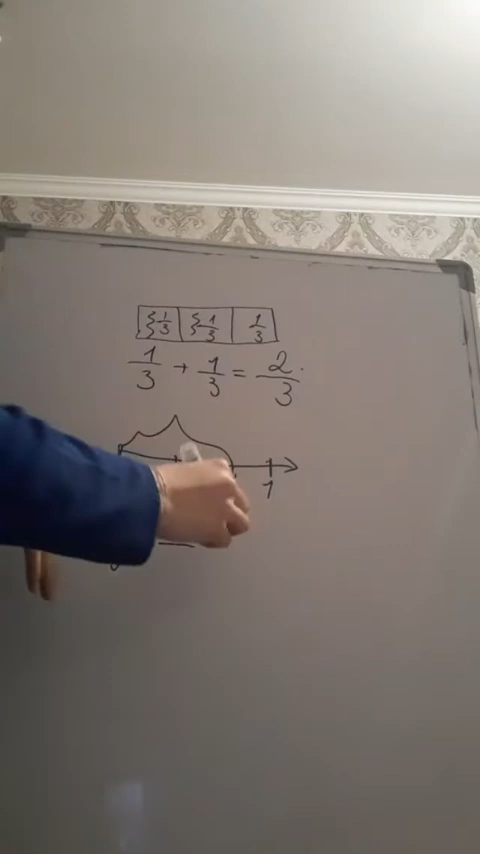 1/3 1/3 1/3
1/3 + 1/3 = 2/3.
1